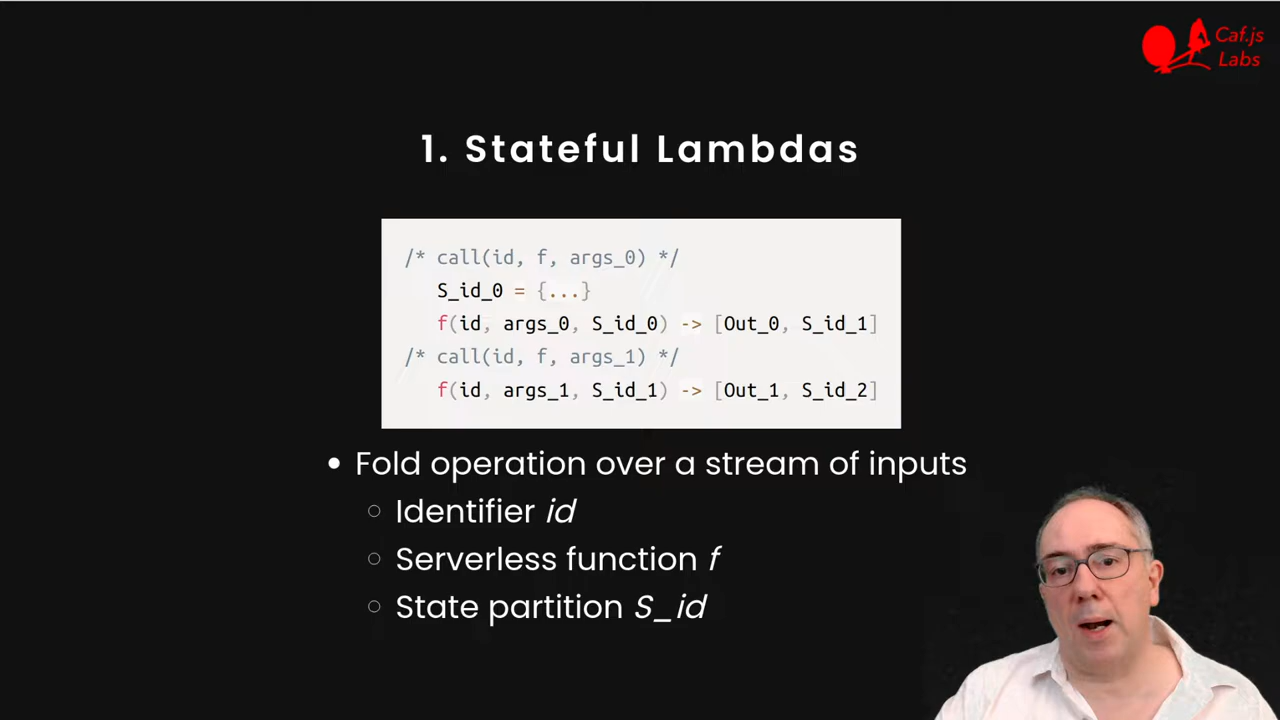 Caf.js
Labs
1. Stateful Lambdas
/* call(id, f, args_0) */
S_id_0 = {...}
f(id, args_0, S_id_0) -> [Out_0, S_id_1]
/* call(id, f, args_1) */
f(id, args_1, S_id_1) -> [Out_1, S_id_2]
• Fold operation over a stream of inputs
○ Identifier id
○ Serverless function f
○ State partition S_id